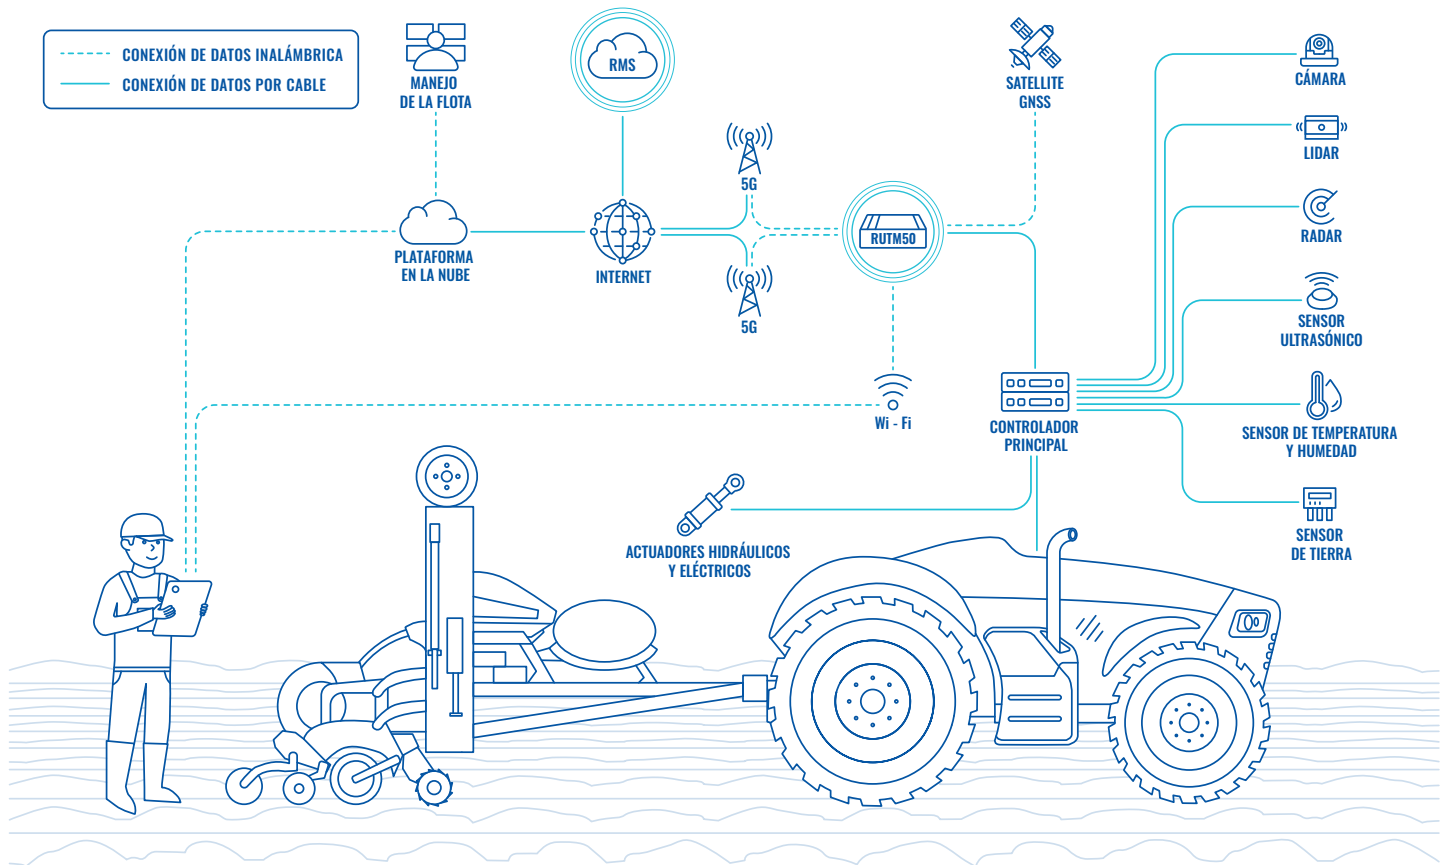 CONEXIÓN DE DATOS INALÁMBRICA
CONEXIÓN DE DATOS POR CABLE
MANEJO
DE LA FLOTA
RMS
SATELLITE
GNSS
CÁMARA
LIDAR
5G
RADAR
RUTM50
PLATAFORMA
EN LA NUBE
INTERNET
5G
SENSOR
ULTRASÓNICO
Wi - Fi
CONTROLADOR
PRINCIPAL
SENSOR DE TEMPERATURA
Y HUMEDAD
ACTUADORES HIDRÁULICOS
Y ELÉCTRICOS
SENSOR
DE TIERRA